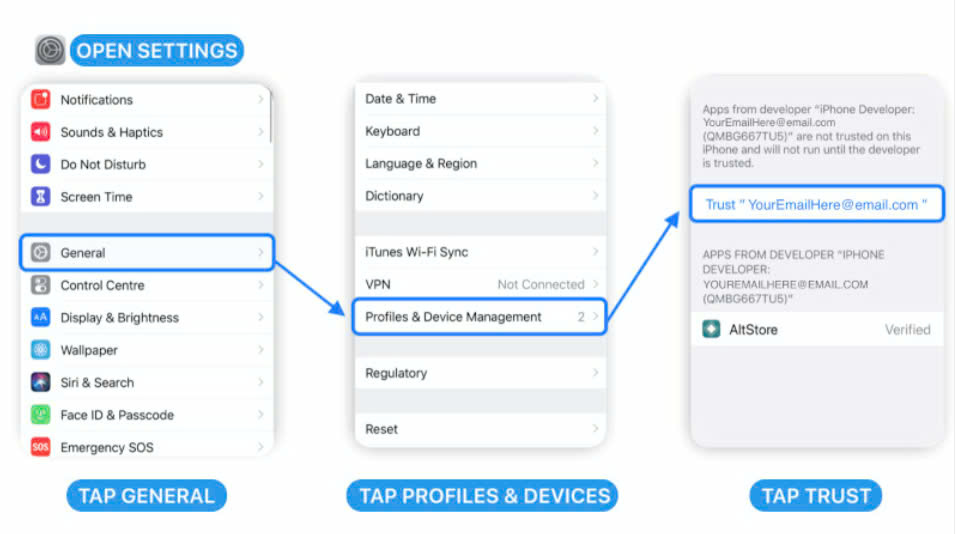 OPEN SETTINGS
Notifications
Sounds & Haptics
Do Not Disturb
Screen Time
General
Control Centre
AA Display & Brightness
Wallpaper
Siri & Search
Face ID & Passcode
SOS Emergency SOS
TAP GENERAL
Date & Time
Keyboard
Language & Region
Dictionary
iTunes Wi-Fi Sync
VPN Not Connected
Profiles & Device Management 2
Regulatory
Reset
TAP PROFILES & DEVICES
Apps from developer “iPhone Developer:
YourEmailHere@email.com
(QMBG667TU5)” are not trusted on this
iPhone and will not run until the developer
is trusted.
Trust “ YourEmailHere@email.com ”
APPS FROM DEVELOPER “IPHONE
DEVELOPER:
YOUREMAILHERE@EMAIL.COM
(QMBG667TU5)”
AltStore Verified
TAP TRUST